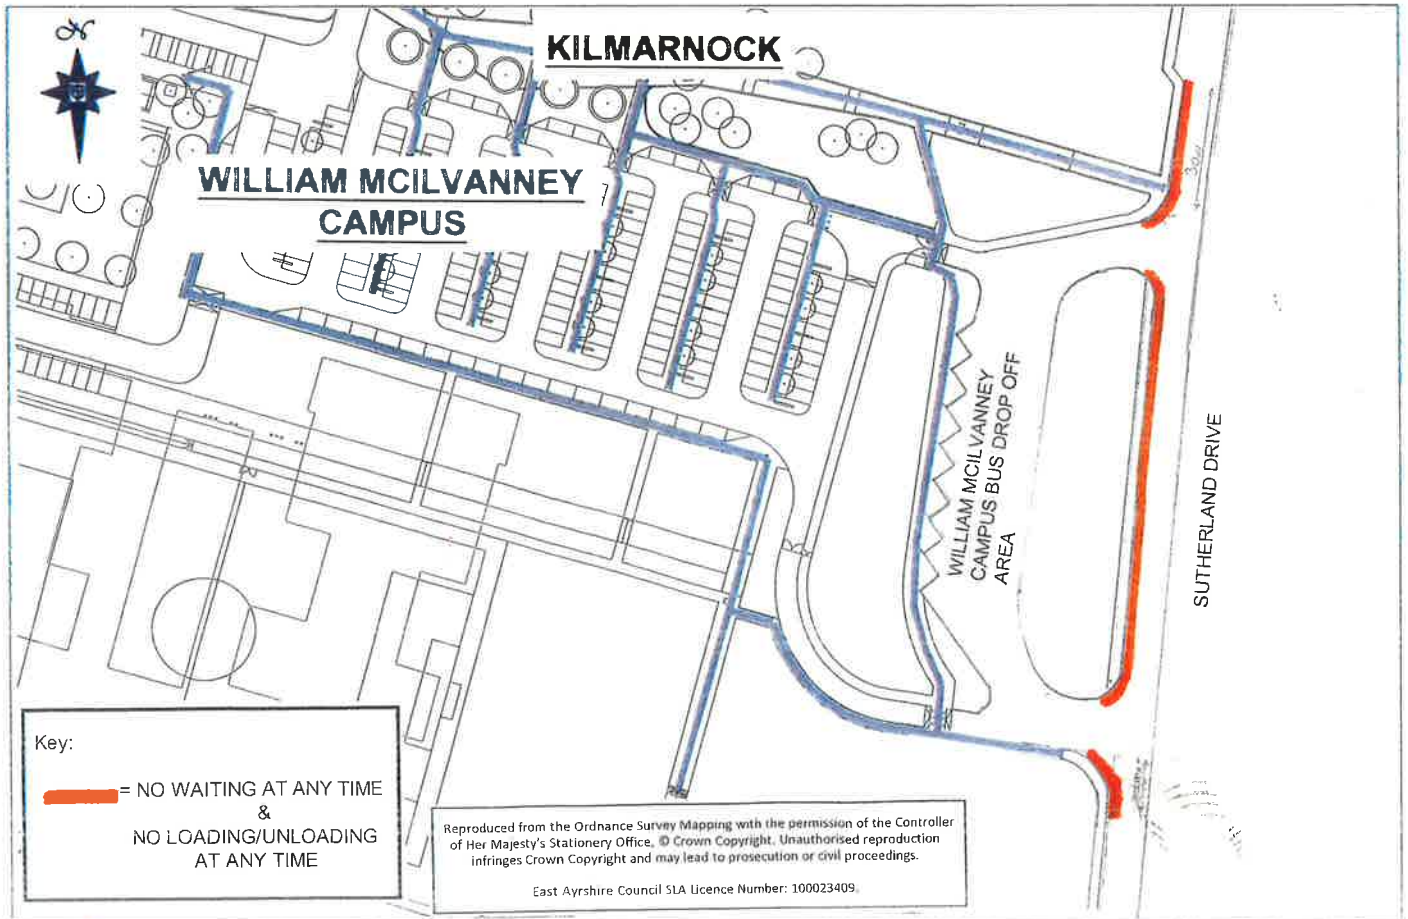 KILMARNOCK
WILLIAM MCILVANNEY
CAMPUS
WILLIAM MCILVANNEY
CAMPUS BUS DROP OFF
AREA
SUTHERLAND DRIVE
Key:
= NO WAITING AT ANY TIME
&
NO LOADING/UNLOADING
AT ANY TIME
Reproduced from the Ordnance Survey Mapping with the permission of the Controller
of Her Majesty's Stationery Office, © Crown Copyright. Unauthorised reproduction
infringes Crown Copyright and may lead to prosecution or civil proceedings.
East Ayrshire Council SLA Licence Number: 100023409.